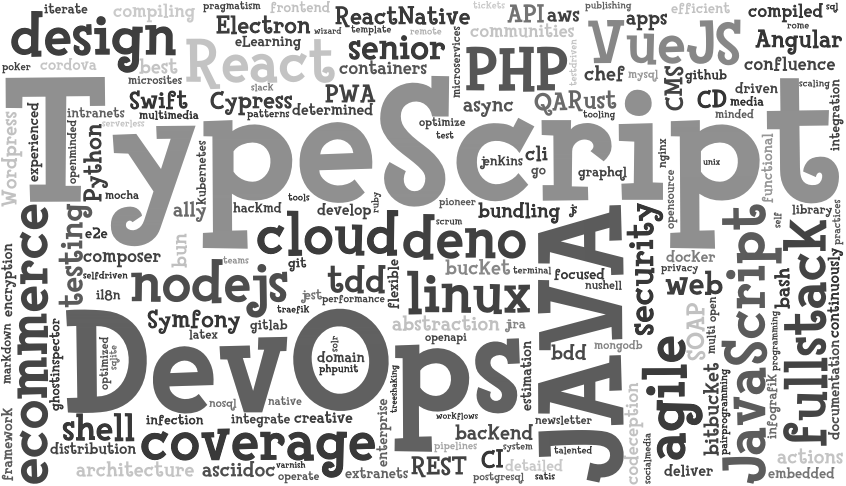 iterate
pragmatism
frontend
tickets
publishing
compiling
ReactNative
API
aws
apps
efficient
compiled
sql
design
Electron
wizard
template
remote
communities
rome
eLearning
senior
VueJS
Angular
poker
cordova
best
React
containers
microservices
PHP
testdriven
chef
mysql
CMS
github
confluence
microsites
slack
Swift
Cypress
PWA
async
QA
Rust
CD
driven
media
scaling
multimedia
patterns
determined
tooling
minded
integration
Wordpress
experienced
intranets
serverless
openminded
Python
TypeScript
optimize
test
jenkins
cli
go
graphql
nginx
unix
functional
kubernetes
mocha
opensource
a11y
hackmd
tools
develop
ruby
pioneer
bundling
js
library
practices
self
ecommerce
testing
e2e
bun
cloud
deno
scrum
security
JavaScript
composer
teams
git
bucket
terminal
focused
docker
privacy
selfdriven
nodejs
tdd
flexible
linux
nushell
web
bash
fullstack
continuously
i18n
jest
performance
traefik
markdown
encryption
Symfony
gitlab
latex
abstraction
jira
openapi
JAVA
mongodb
SOAP
multi
open
programming
ghostinspector
DevOps
optimized
sqlite
solr
domain
phpunit
bdd
estimation
treeshaking
agile
bitbucket
pairprogramming
infografik
documentation
nosql
native
framework
shell
infection
integrate
creative
enterprise
workflows
newsletter
codeception
socialmedia
distribution
coverage
backend
pipelines
system
talented
architecture
asciidoc
varnish
operate
extranets
REST
CI
detailed
postgresql
satis
deliver
actions
embedded